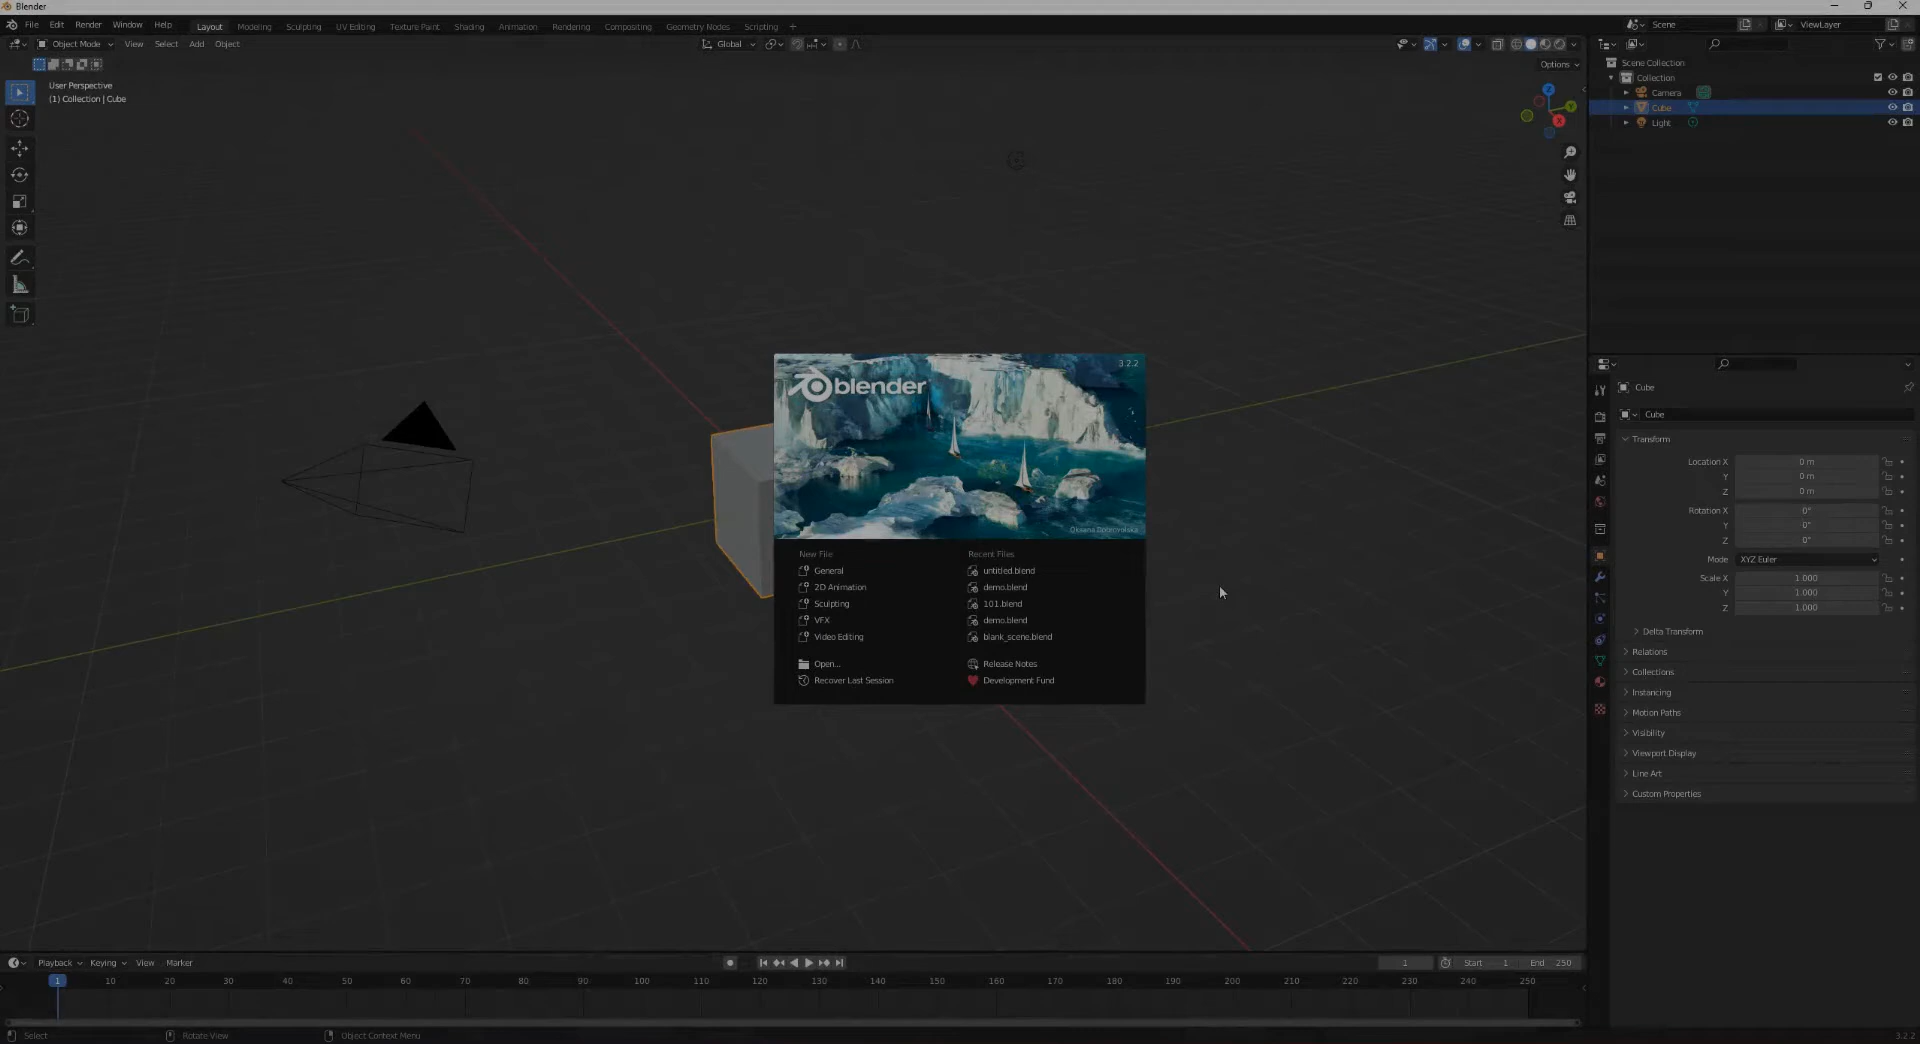 Blender
File Edit Render Window Help
Layout Modeling Sculpting UV Editing Texture Paint Shading Animation Rendering Compositing Geometry Nodes Scripting +
Scene
ViewLayer
Object Mode View Select Add Object
Global
Options
User Perspective
(1) Collection | Cube
Z
Y
X
Scene Collection
Collection
Camera
Cube
Light
3.2.2
blender
Oksana Dobrovolska
New File
General
2D Animation
Sculpting
VFX
Video Editing
Open...
Recover Last Session
Recent Files
untitled.blend
demo.blend
101.blend
demo.blend
blank_scene.blend
Release Notes
Development Fund
Cube
Cube
Transform
Location X 0 m
Y 0 m
Z 0 m
Rotation X 0°
Y 0°
Z 0°
Mode XYZ Euler
Scale X 1.000
Y 1.000
Z 1.000
Delta Transform
Relations
Collections
Instancing
Motion Paths
Visibility
Viewport Display
Line Art
Custom Properties
Playback Keying View Marker
1 Start 1 End 250
1 10 20 30 40 50 60 70 80 90 100 110 120 130 140 150 160 170 180 190 200 210 220 230 240 250
Select Rotate View Object Context Menu
3.2.2